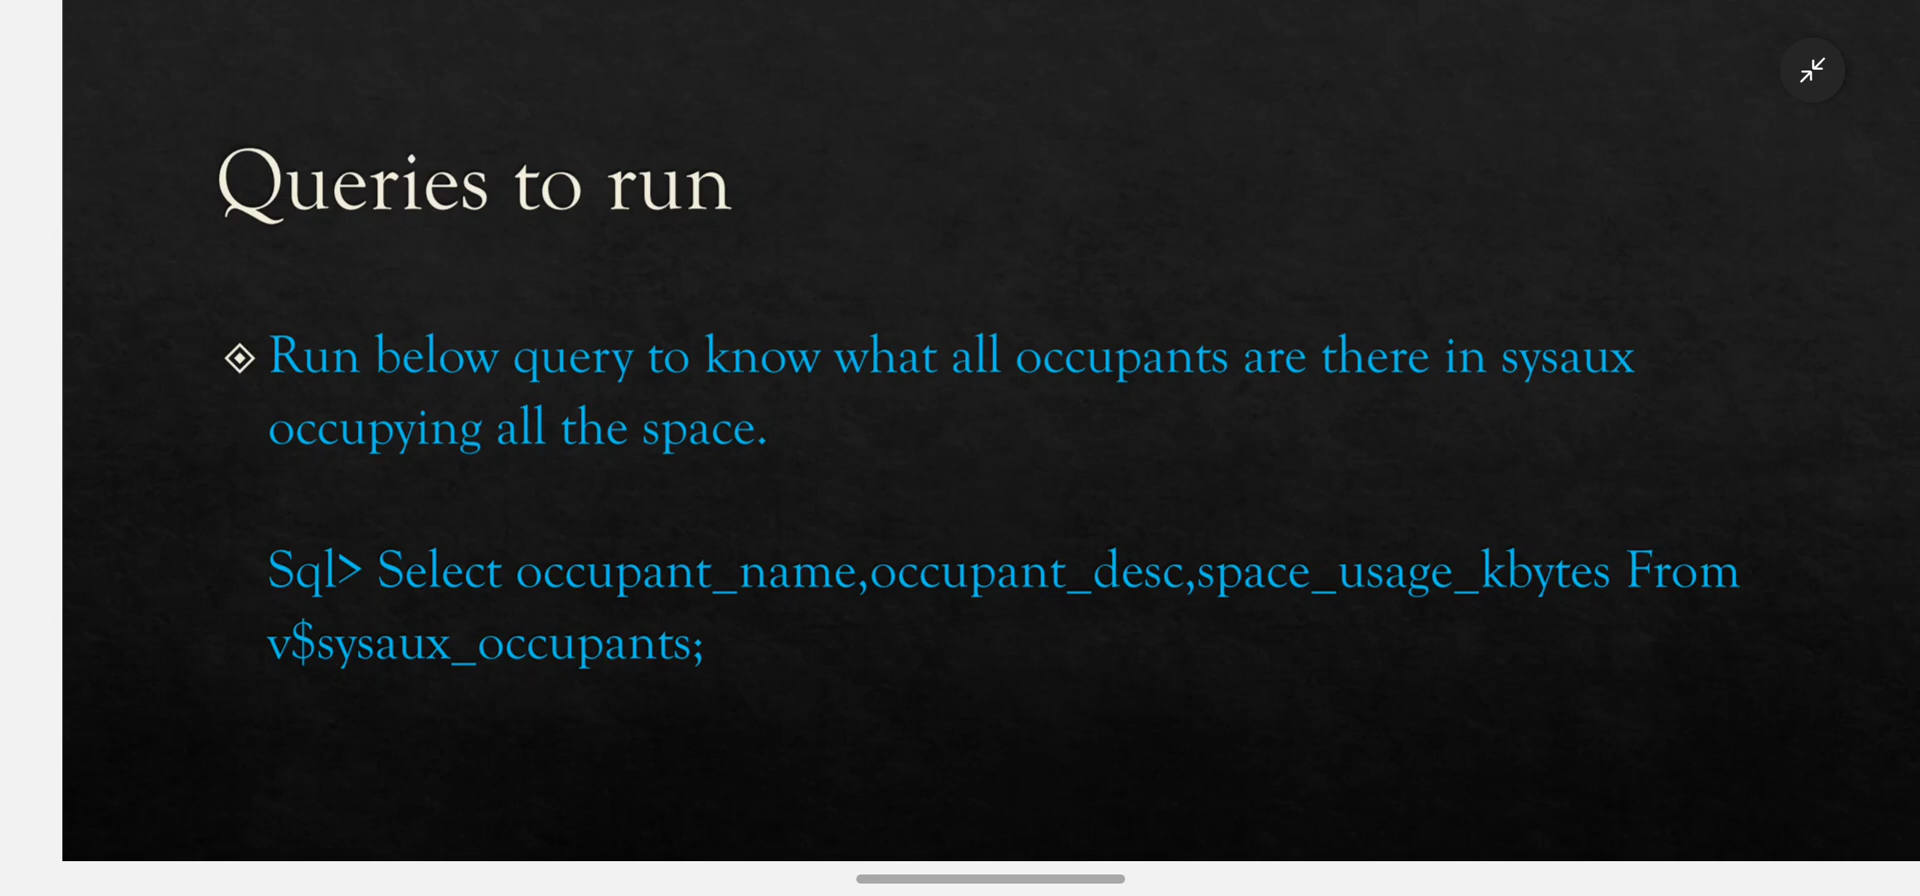 Queries to run
Run below query to know what all occupants are there in sysaux
occupying all the space.
Sql> Select occupant_name,occupant_desc,space_usage_kbytes From
v$sysaux_occupants;